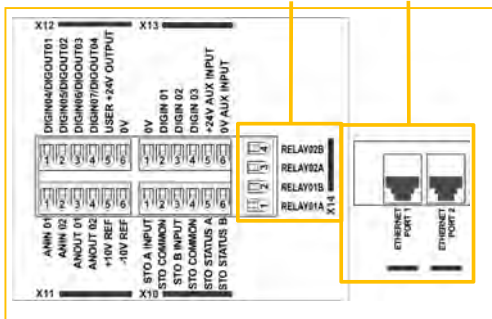 X12
X13
DIGIN04/DIGOUT01
DIGIN05/DIGOUT02
DIGIN06/DIGOUT03
DIGIN07/DIGOUT04
USER +24V OUTPUT
0V
0V
DIGIN 01
DIGIN 02
DIGIN 03
+24V AUX INPUT
0V AUX INPUT
1 2 3 4 5 6
1 2 3 4 5 6
4 RELAY02B
3 RELAY02A
2 RELAY01B
1 RELAY01A
X14
1 2 3 4 5 6
1 2 3 4 5 6
ANIN 01
ANIN 02
ANOUT 01
ANOUT 02
+10V REF
-10V REF
STO A INPUT
STO COMMON
STO B INPUT
STO COMMON
STO STATUS A
STO STATUS B
X11
X10
ETHERNET
PORT 1
ETHERNET
PORT 2